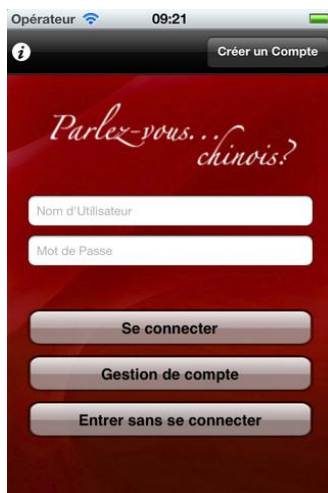 Opérateur 09:21
Créer un Compte
Parlez-vous...
chinois?
Nom d'Utilisateur
Mot de Passe
Se connecter
Gestion de compte
Entrer sans se connecter